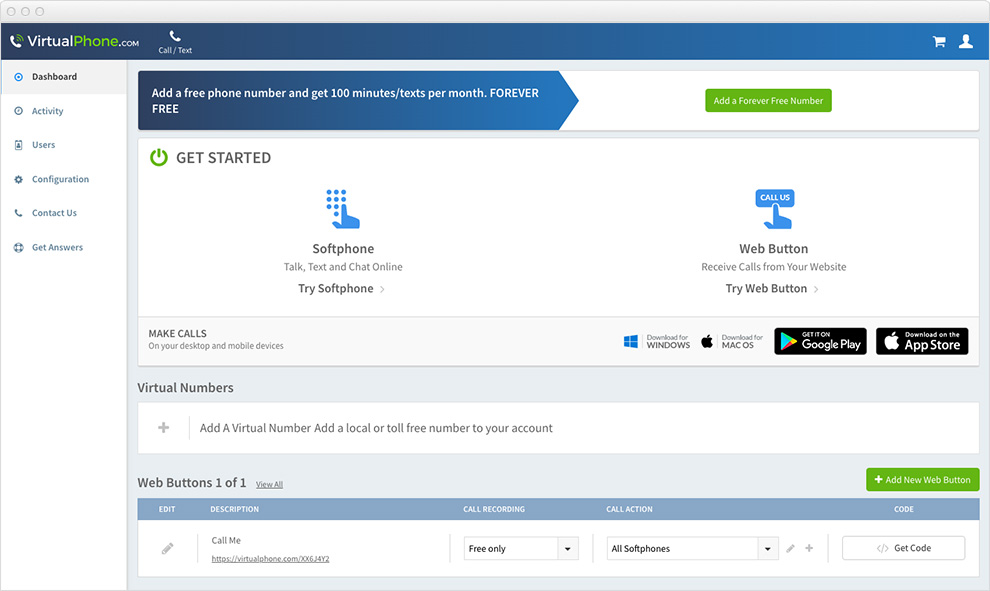 VirtualPhone.com
Call / Text
Dashboard
Activity
Users
Configuration
Contact Us
Get Answers
Add a free phone number and get 100 minutes/texts per month. FOREVER
FREE
Add a Forever Free Number
GET STARTED
Softphone
Talk, Text and Chat Online
Try Softphone
CALL US
Web Button
Receive Calls from Your Website
Try Web Button
MAKE CALLS
On your desktop and mobile devices
Download for
WINDOWS
Download for
MAC OS
GET IT ON
Google Play
Download on the
App Store
Virtual Numbers
Add A Virtual Number Add a local or toll free number to your account
Web Buttons 1 of 1 View All
Add New Web Button
EDIT DESCRIPTION CALL RECORDING CALL ACTION CODE
Call Me
https://virtualphone.com/XX6J4Y2
Free only
All Softphones
</> Get Code